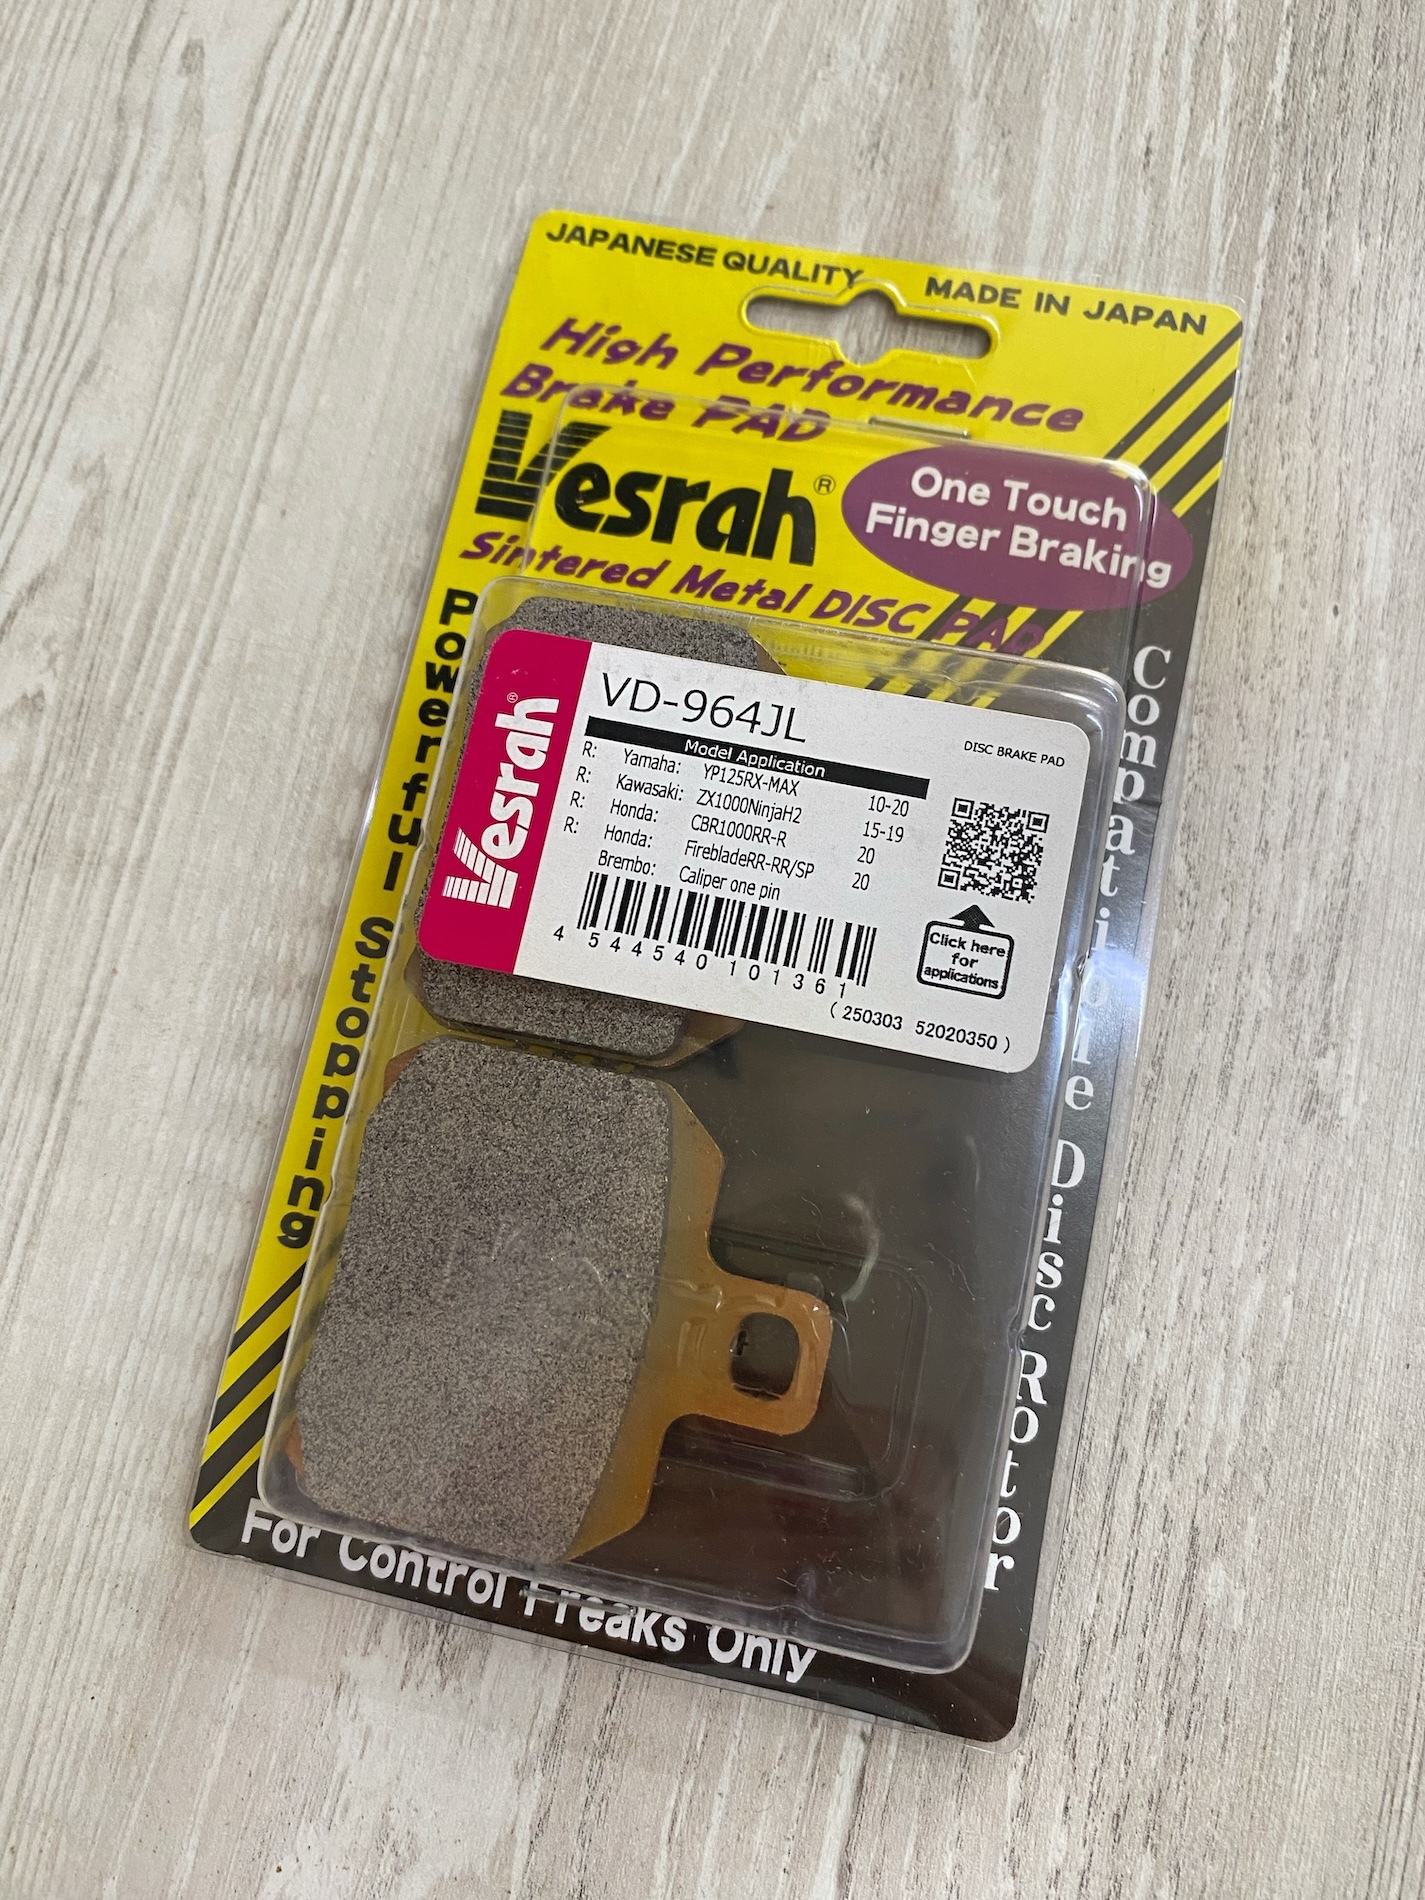 JAPANESE QUALITY MADE IN JAPAN
High Performance
Brake PAD
Vesrah®
One Touch
Finger Braking
Sintered Metal DISC PAD
Powerful Stopping
Compatible Disc Rotor
Vesrah®
VD-964JL
DISC BRAKE PAD
Model Application
R: Yamaha: YP125RX-MAX 10-20
R: Kawasaki: ZX1000NinjaH2 15-19
R: Honda: CBR1000RR-R 20
R: Honda: FirebladeRR-RR/SP 20
Brembo: Caliper one pin
4 544540 101361
Click here
for
applications
(250303 52020350)
For Control Freaks Only